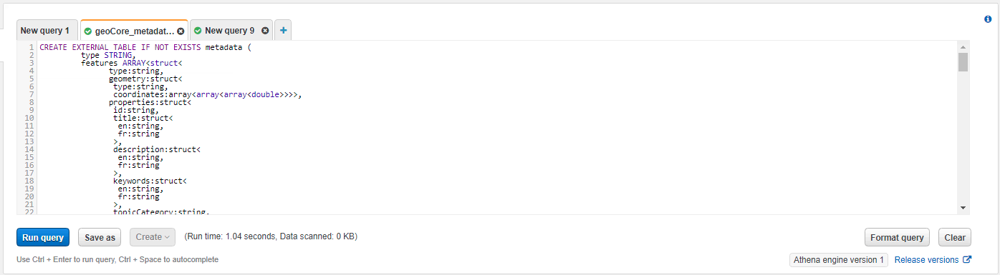 New query 1
geoCore_metadat...
New query 9
+
1 CREATE EXTERNAL TABLE IF NOT EXISTS metadata (
2 type STRING,
3 features ARRAY<struct<
4 type:string,
5 geometry:struct<
6 type:string,
7 coordinates:array<array<array<double>>>>,
8 properties:struct<
9 id:string,
10 title:struct<
11 en:string,
12 fr:string
13 >,
14 description:struct<
15 en:string,
16 fr:string
17 >,
18 keywords:struct<
19 en:string,
20 fr:string
21 >,
22 topicCategory:string,
Run query
Save as
Create
(Run time: 1.04 seconds, Data scanned: 0 KB)
Format query
Clear
Use Ctrl + Enter to run query, Ctrl + Space to autocomplete
Athena engine version 1
Release versions